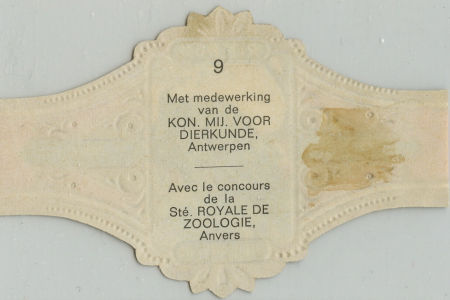 9
Met medewerking
van de
KON. MIJ. VOOR
DIERKUNDE,
Antwerpen
Avec le concours
de la
Sté. ROYALE DE
ZOOLOGIE,
Anvers